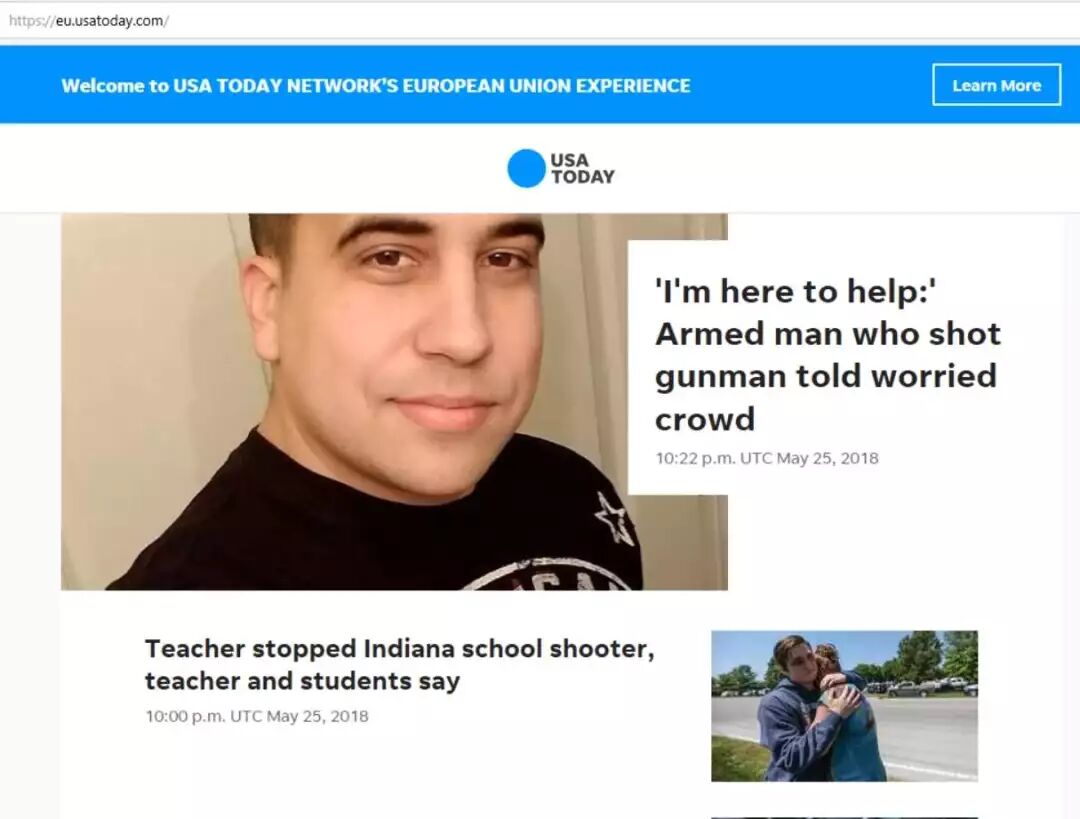 https://eu.usatoday.com/
Welcome to USA TODAY NETWORK'S EUROPEAN UNION EXPERIENCE
Learn More
USA
TODAY
'I'm here to help:'
Armed man who shot
gunman told worried
crowd
10:22 p.m. UTC May 25, 2018
Teacher stopped Indiana school shooter,
teacher and students say
10:00 p.m. UTC May 25, 2018